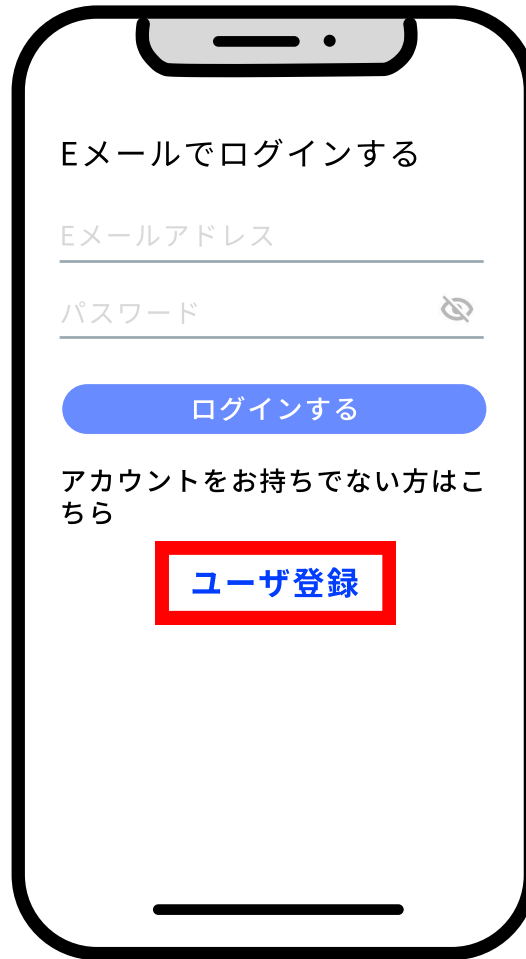 Eメールでログインする
Eメールアドレス
パスワード
ログインする
アカウントをお持ちでない方はこ
ちら
ユーザ登録